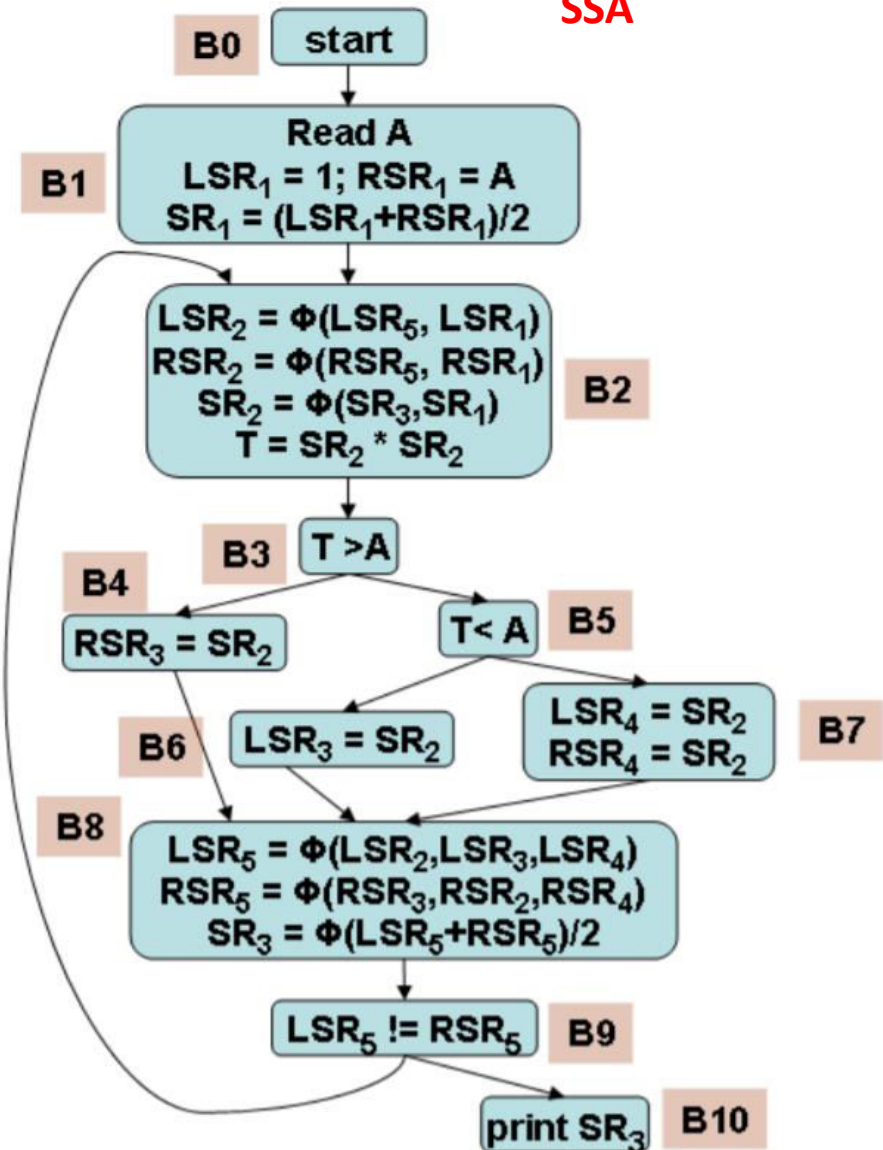 SSA
B0
start
B1
Read A
LSR₁ = 1; RSR₁ = A
SR₁ = (LSR₁+RSR₁)/2
LSR₂ = Φ(LSR₅, LSR₁)
RSR₂ = Φ(RSR₅, RSR₁)
SR₂ = Φ(SR₃,SR₁)
T = SR₂ * SR₂
B2
B3
T >A
B4
RSR₃ = SR₂
T< A
B5
B6
LSR₃ = SR₂
LSR₄ = SR₂
RSR₄ = SR₂
B7
B8
LSR₅ = Φ(LSR₂,LSR₃,LSR₄)
RSR₅ = Φ(RSR₃,RSR₂,RSR₄)
SR₃ = Φ(LSR₅+RSR₅)/2
LSR₅ != RSR₅
B9
print SR₃
B10